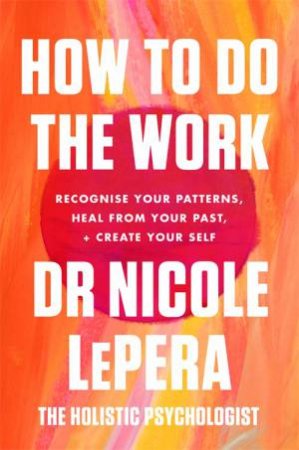 HOW TO DO
THE WORK
RECOGNISE YOUR PATTERNS,
HEAL FROM YOUR PAST,
+ CREATE YOUR SELF
DR NICOLE
LePERA
THE HOLISTIC PSYCHOLOGIST